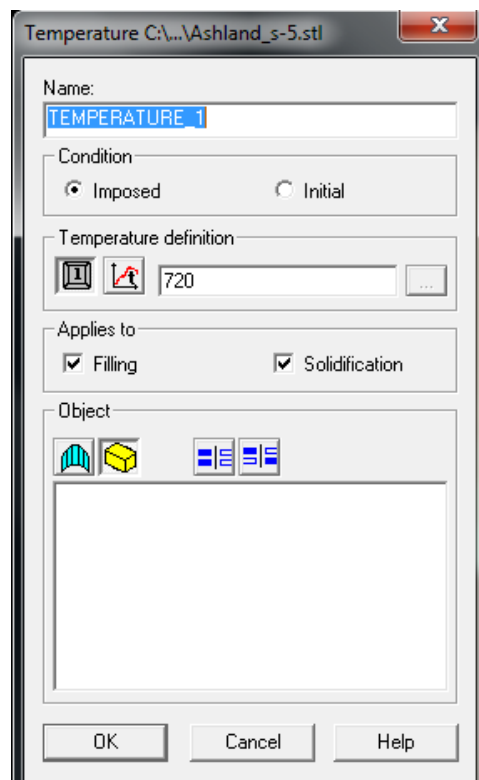 Temperature C:\...\Ashland_s-5.stl
Name:
TEMPERATURE_1
Condition
Imposed Initial
Temperature definition
1 t 720 ...
Applies to
Filling Solidification
Object
OK Cancel Help